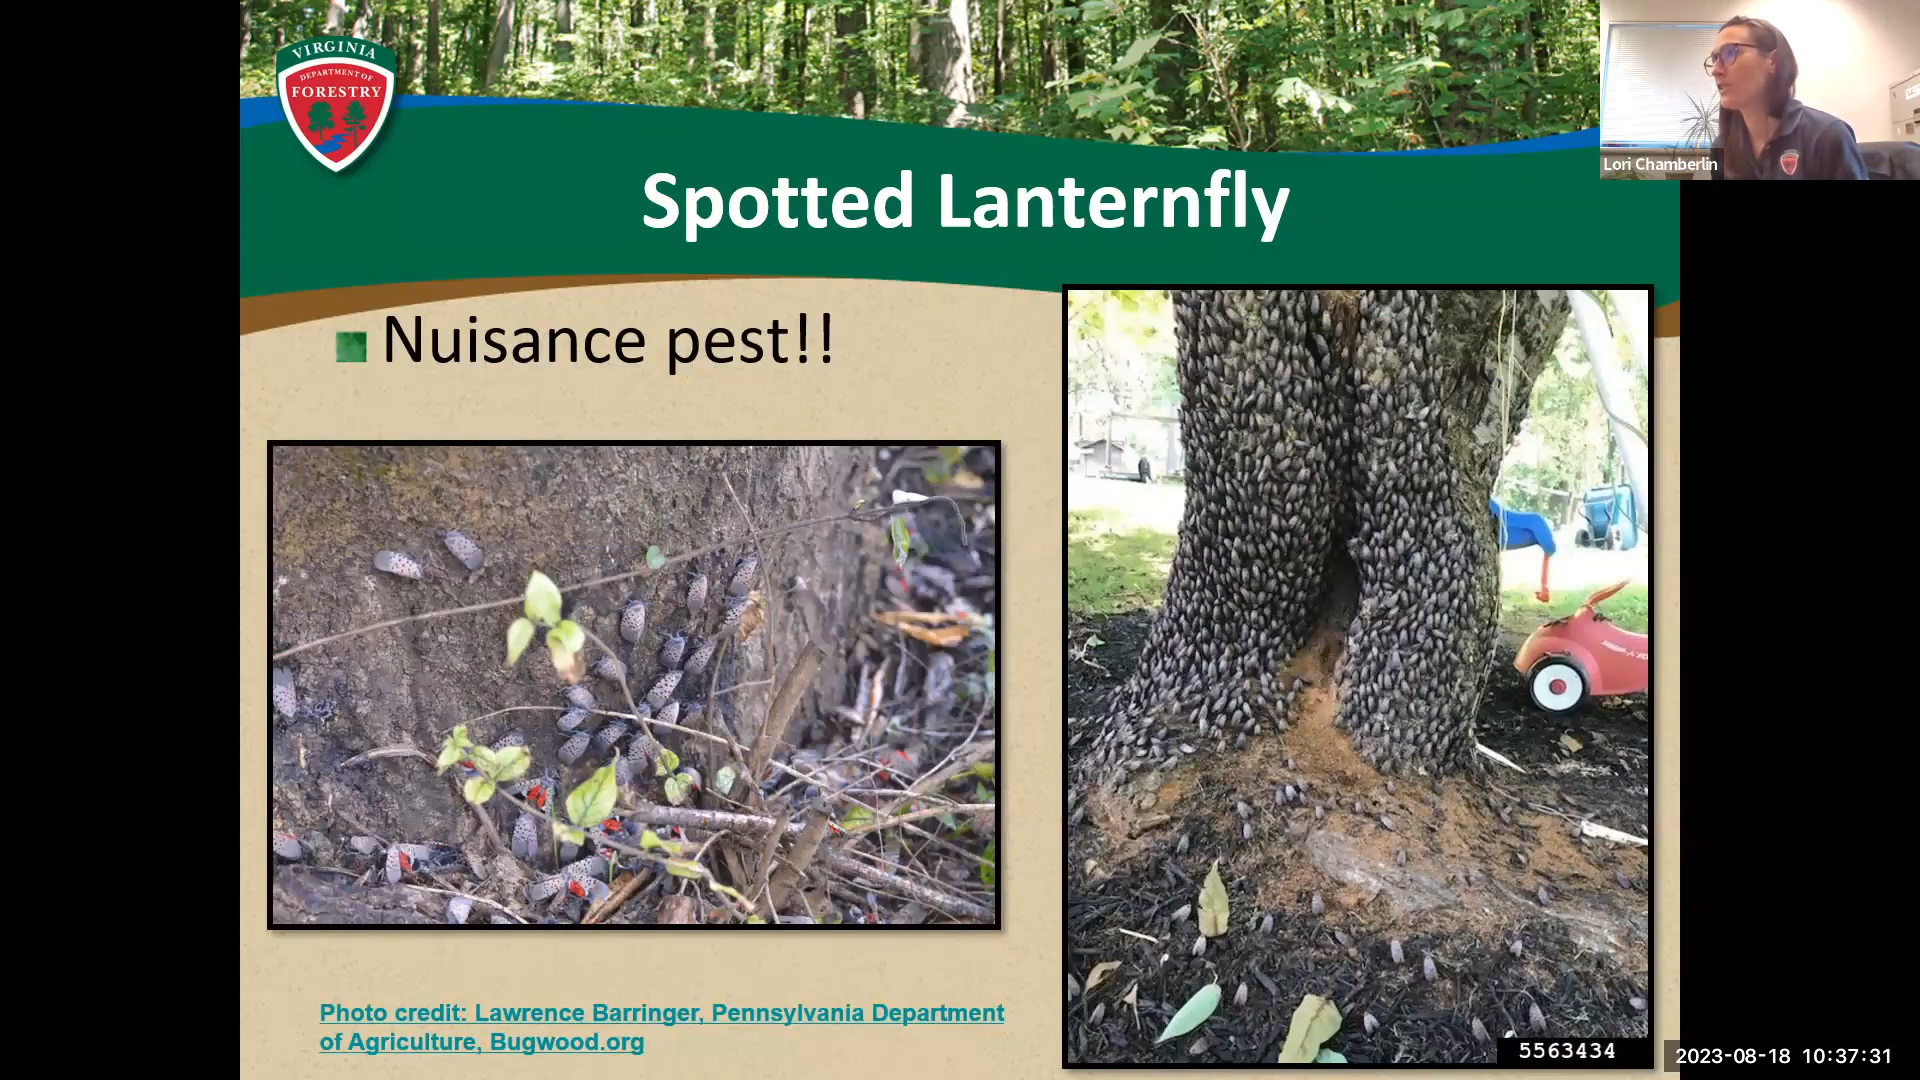 VIRGINIA
DEPARTMENT OF
FORESTRY
Lori Chamberlin
Spotted Lanternfly
Nuisance pest!!
Photo credit: Lawrence Barringer, Pennsylvania Department
of Agriculture, Bugwood.org
5563434
2023-08-18 10:37:31